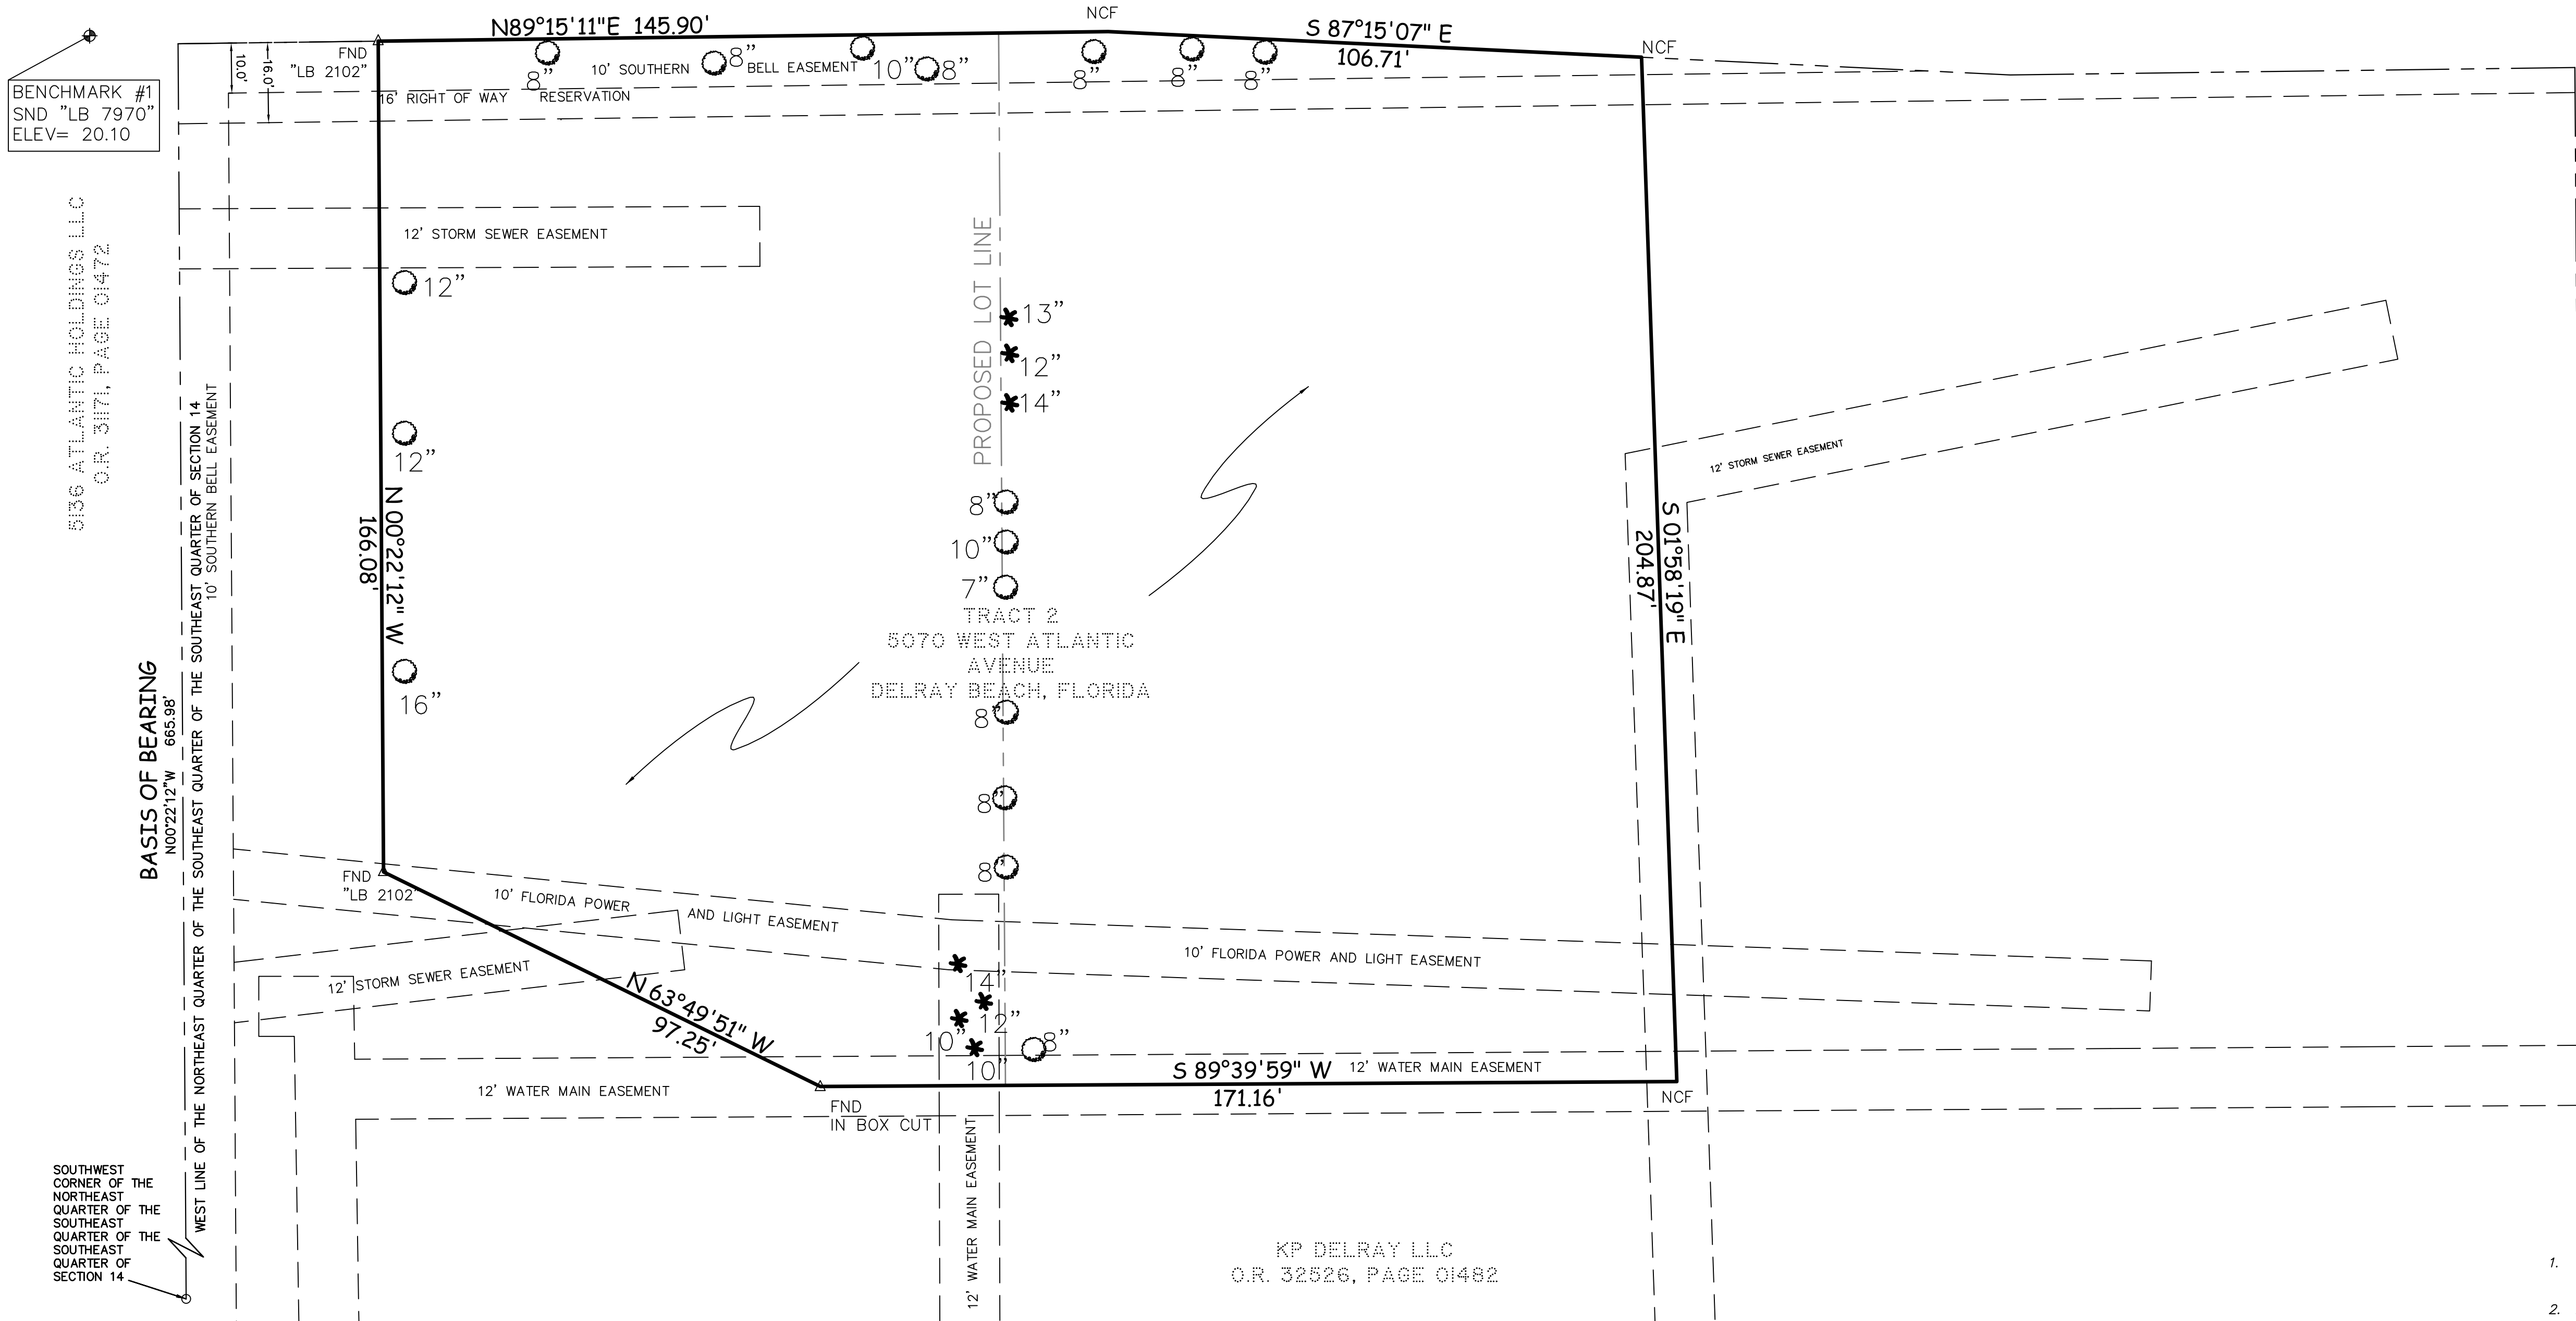 NCF
N89°15'11"E 145.90'
S 87°15'07" E
106.71'
NCF
FND
"LB 2102"
10.0'
16.0'
8"
8"
10"
8"
8"
8"
8"
10' SOUTHERN BELL EASEMENT
16' RIGHT OF WAY RESERVATION
BENCHMARK #1
SND "LB 7970"
ELEV= 20.10
5136 ATLANTIC HOLDINGS LLC
O.R. 31171, PAGE 01472
12' STORM SEWER EASEMENT
12"
12"
16"
PROPOSED LOT LINE
13"
12"
14"
8"
10"
7"
TRACT 2
5070 WEST ATLANTIC
AVENUE
DELRAY BEACH, FLORIDA
8"
8"
8"
N 00°22'12" W
166.08'
12' STORM SEWER EASEMENT
S 01°58'19" E
204.87'
10' SOUTHERN BELL EASEMENT
WEST LINE OF THE NORTHEAST QUARTER OF THE SOUTHEAST QUARTER OF THE SOUTHEAST QUARTER OF SECTION 14
BASIS OF BEARING
N00°22'12"W 665.98'
FND
"LB 2102"
10' FLORIDA POWER AND LIGHT EASEMENT
10' FLORIDA POWER AND LIGHT EASEMENT
12' STORM SEWER EASEMENT
N 63°49'51" W
97.25'
14"
12"
10"
10"
8"
12' WATER MAIN EASEMENT
S 89°39'59" W
171.16'
12' WATER MAIN EASEMENT
FND
IN BOX CUT
NCF
12' WATER MAIN EASEMENT
SOUTHWEST
CORNER OF THE
NORTHEAST
QUARTER OF THE
SOUTHEAST
QUARTER OF THE
SOUTHEAST
QUARTER OF
SECTION 14
KP DELRAY LLC
O.R. 32526, PAGE 01482
1.
2.